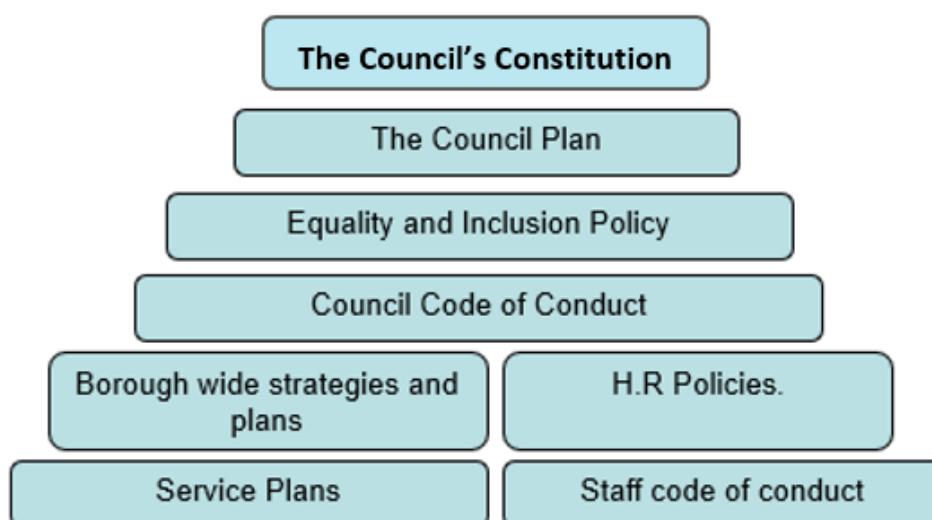 The Council’s Constitution
The Council Plan
Equality and Inclusion Policy
Council Code of Conduct
Borough wide strategies and
plans
H.R Policies.
Service Plans
Staff code of conduct